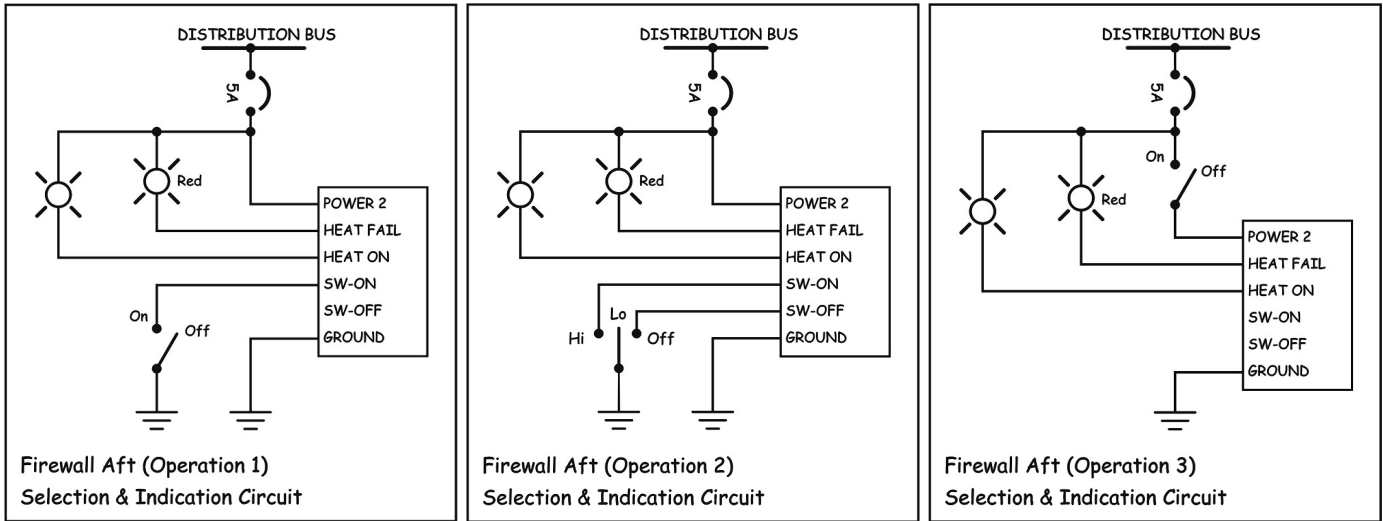 DISTRIBUTION BUS
5A
Red
POWER 2
HEAT FAIL
HEAT ON
SW-ON
SW-OFF
GROUND
On
Off
Firewall Aft (Operation 1)
Selection & Indication Circuit
DISTRIBUTION BUS
5A
Red
POWER 2
HEAT FAIL
HEAT ON
SW-ON
SW-OFF
GROUND
Hi
Lo
Off
Firewall Aft (Operation 2)
Selection & Indication Circuit
DISTRIBUTION BUS
5A
On
Off
Red
POWER 2
HEAT FAIL
HEAT ON
SW-ON
SW-OFF
GROUND
Firewall Aft (Operation 3)
Selection & Indication Circuit